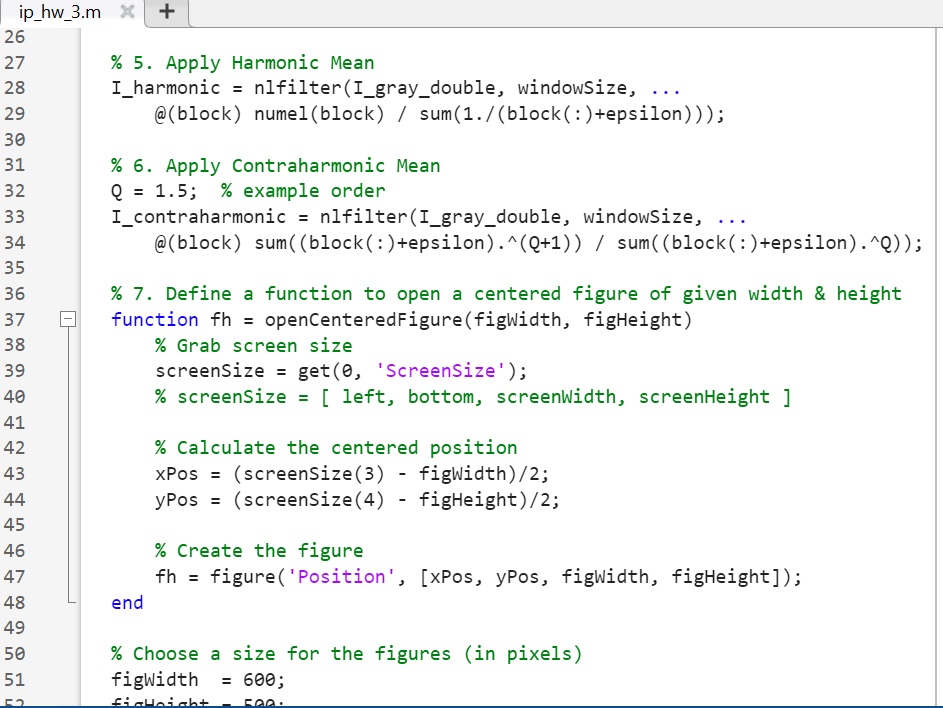 ip_hw_3.m
26
27 % 5. Apply Harmonic Mean
28 I_harmonic = nlfilter(I_gray_double, windowSize, ...
29 @(block) numel(block) / sum(1./(block(:)+epsilon)));
30
31 % 6. Apply Contraharmonic Mean
32 Q = 1.5;  % example order
33 I_contraharmonic = nlfilter(I_gray_double, windowSize, ...
34 @(block) sum((block(:)+epsilon).^(Q+1)) / sum((block(:)+epsilon).^Q));
35
36 % 7. Define a function to open a centered figure of given width & height
37 function fh = openCenteredFigure(figWidth, figHeight)
38 % Grab screen size
39 screenSize = get(0, 'ScreenSize');
40 % screenSize = [ left, bottom, screenWidth, screenHeight ]
41
42 % Calculate the centered position
43 xPos = (screenSize(3) - figWidth)/2;
44 yPos = (screenSize(4) - figHeight)/2;
45
46 % Create the figure
47 fh = figure('Position', [xPos, yPos, figWidth, figHeight]);
48 end
49
50 % Choose a size for the figures (in pixels)
51 figWidth  = 600;
52 figHeight = 500;